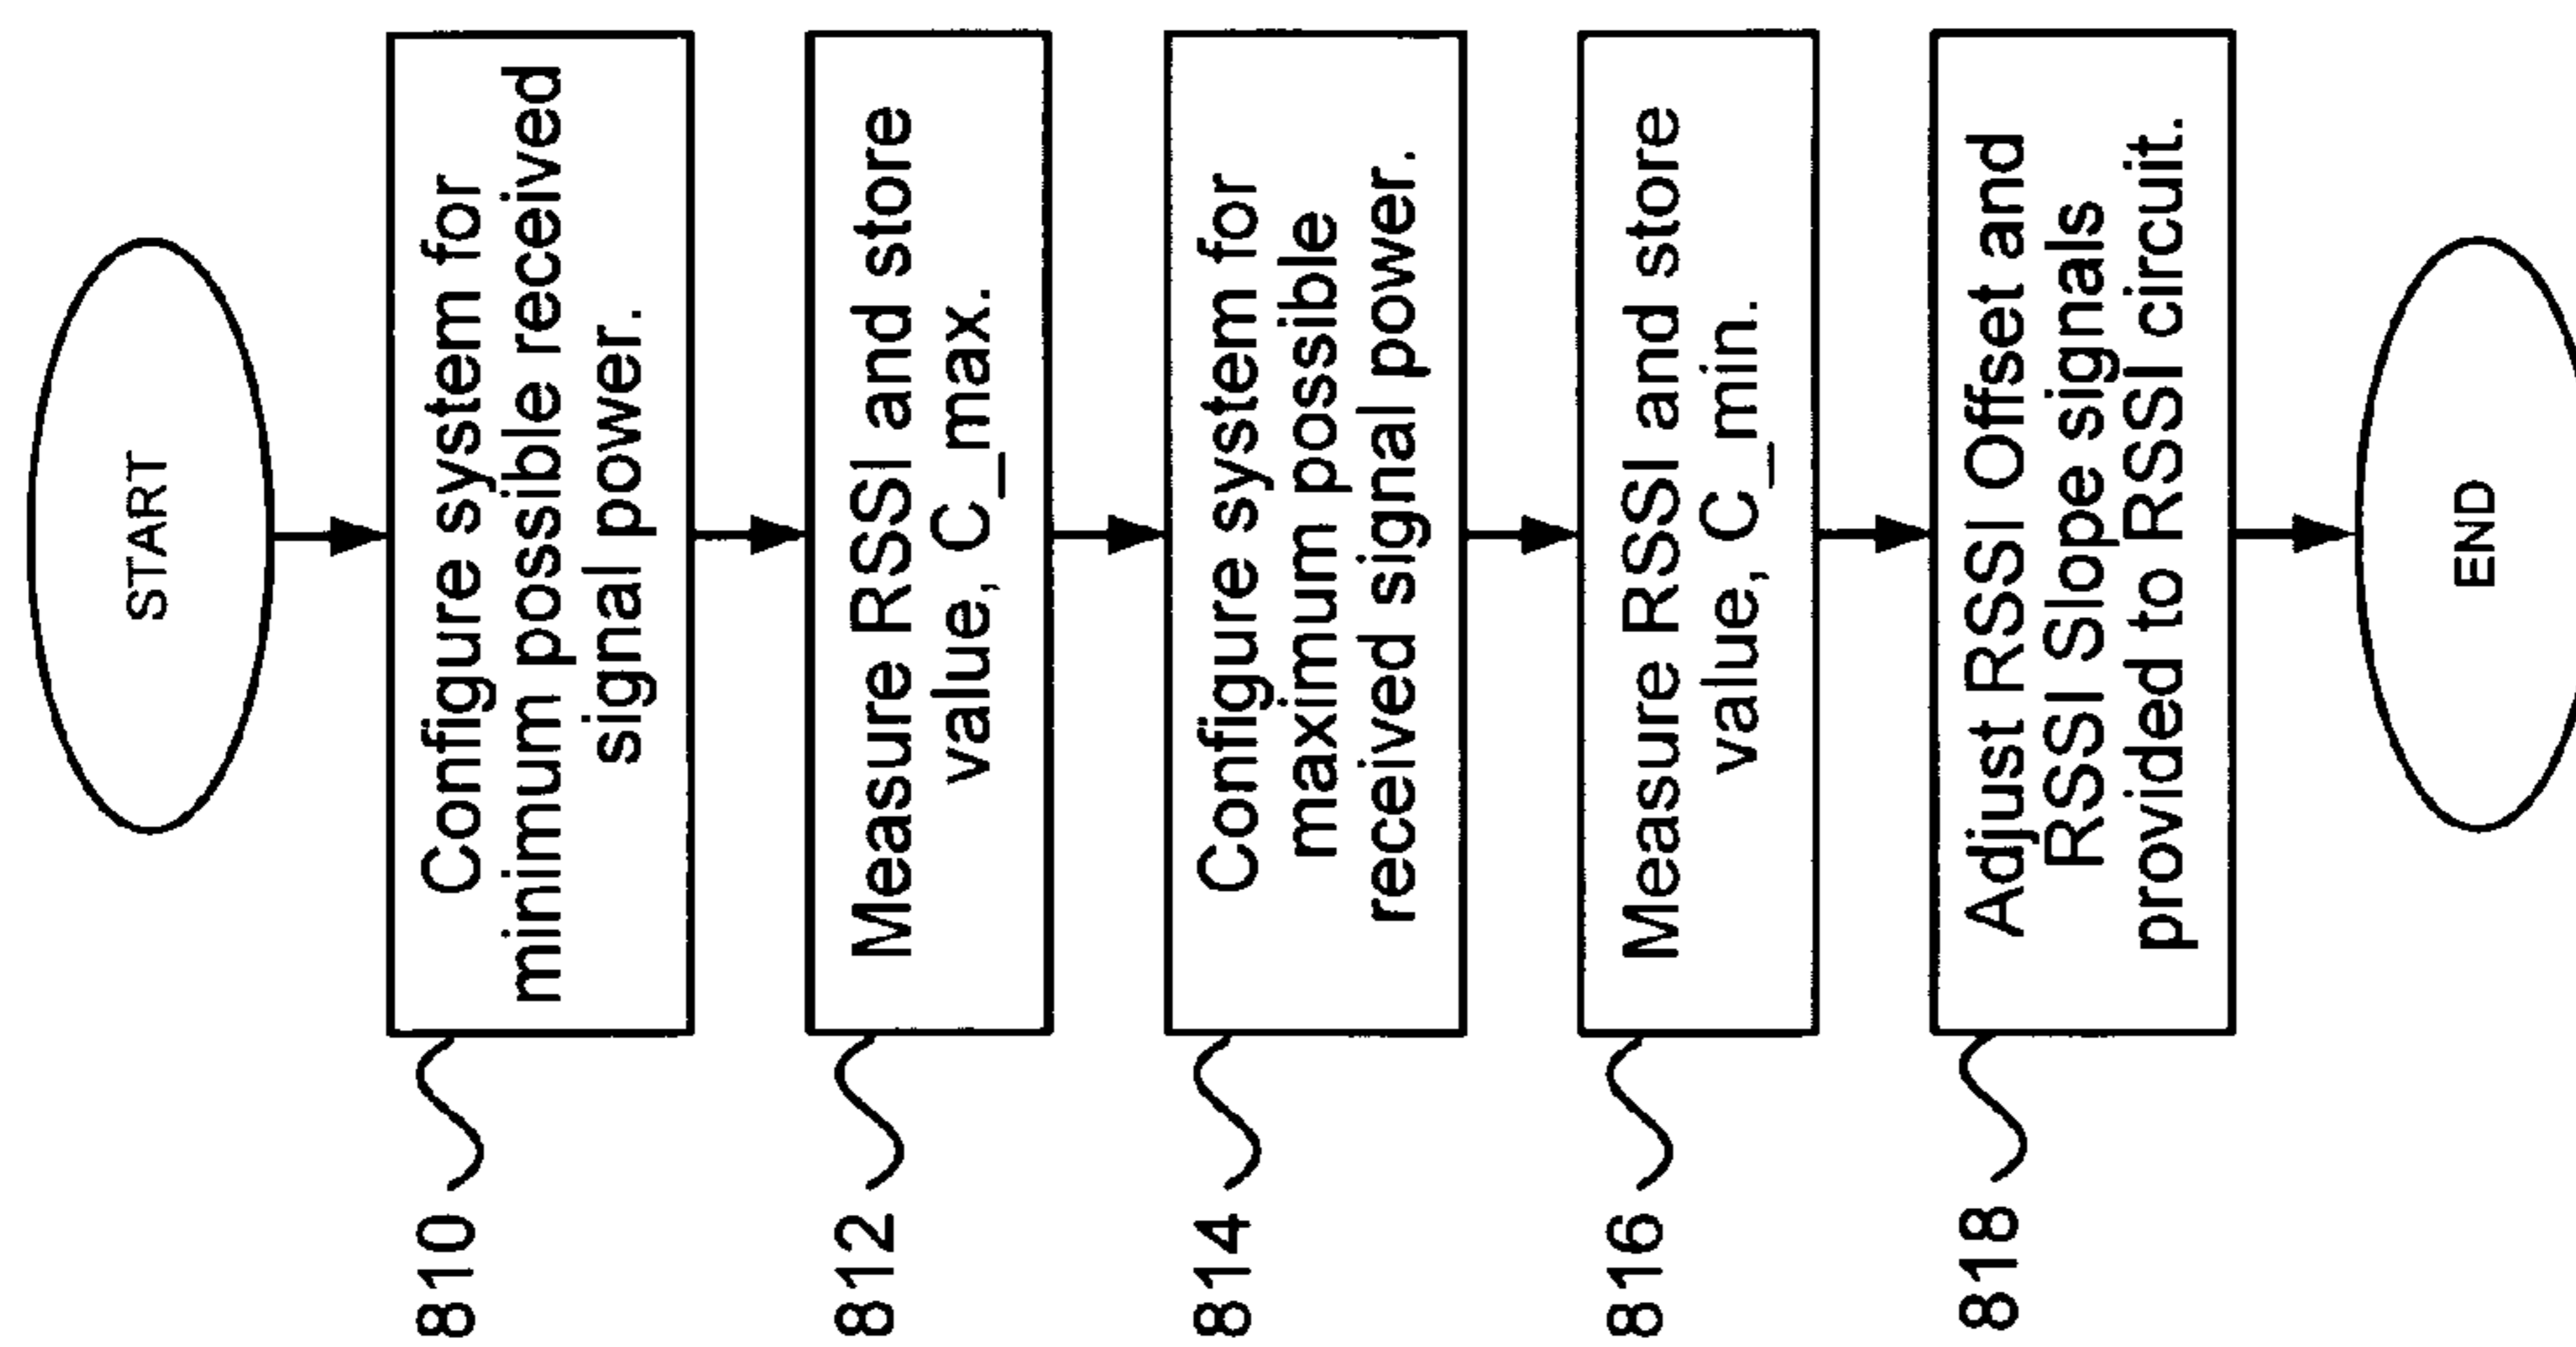 START
810
Configure system for
minimum possible received
signal power.
812
Measure RSSI and store
value, C_max.
814
Configure system for
maximum possible
received signal power.
816
Measure RSSI and store
value, C_min.
818
Adjust RSSI Offset and
RSSI Slope signals
provided to RSSI circuit.
END